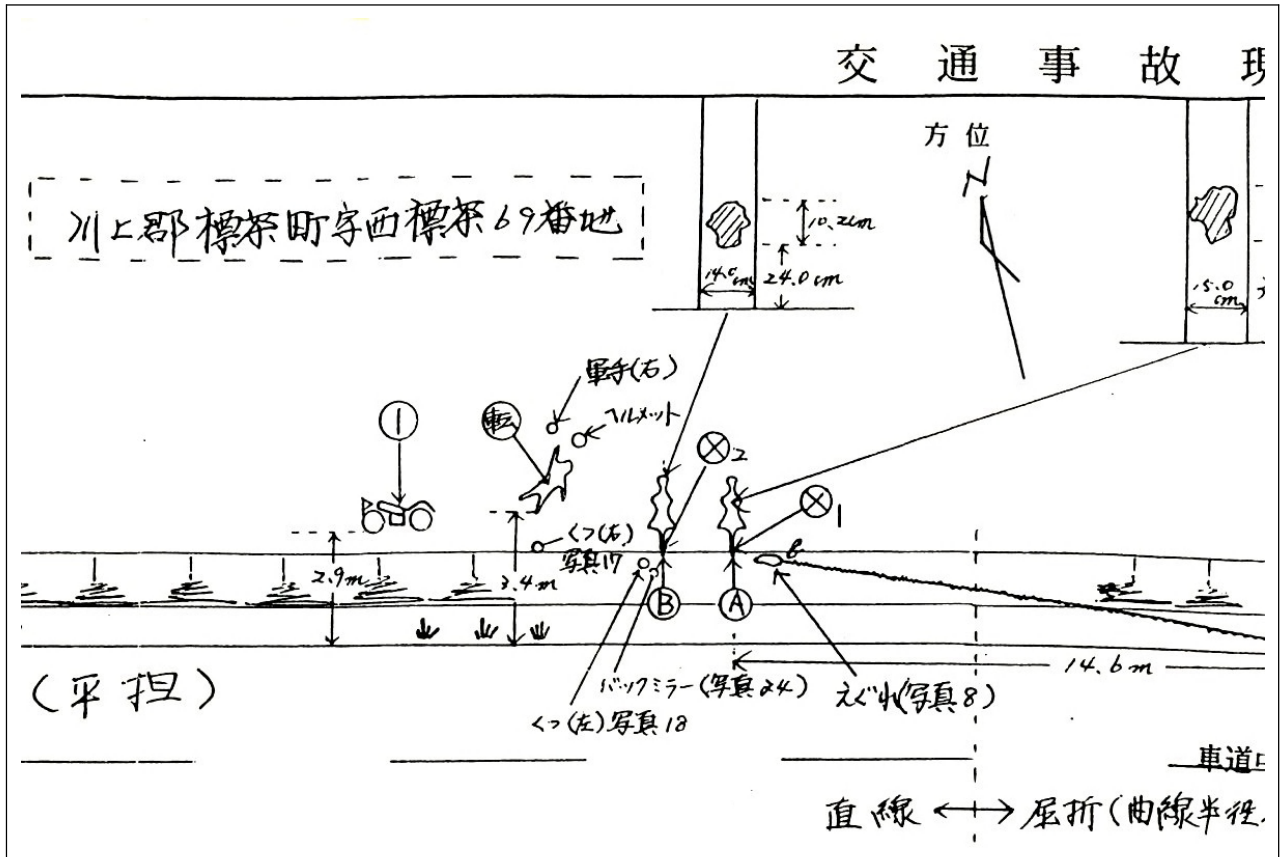 交通事故現
方位
N
川上郡標茶町字西標茶69番地
10.2cm
14.0cm
24.0cm
15.0cm
軍手(右)
ヘルメット
①
転
⊗2
⊗1
くつ(右)
写真17
2.9m
3.4m
Ⓑ
Ⓐ
14.6m
(平担)
バックミラー(写真24)
えぐれ(写真8)
くつ(左)写真18
車道
直線 ←→ 屈折(曲線半径